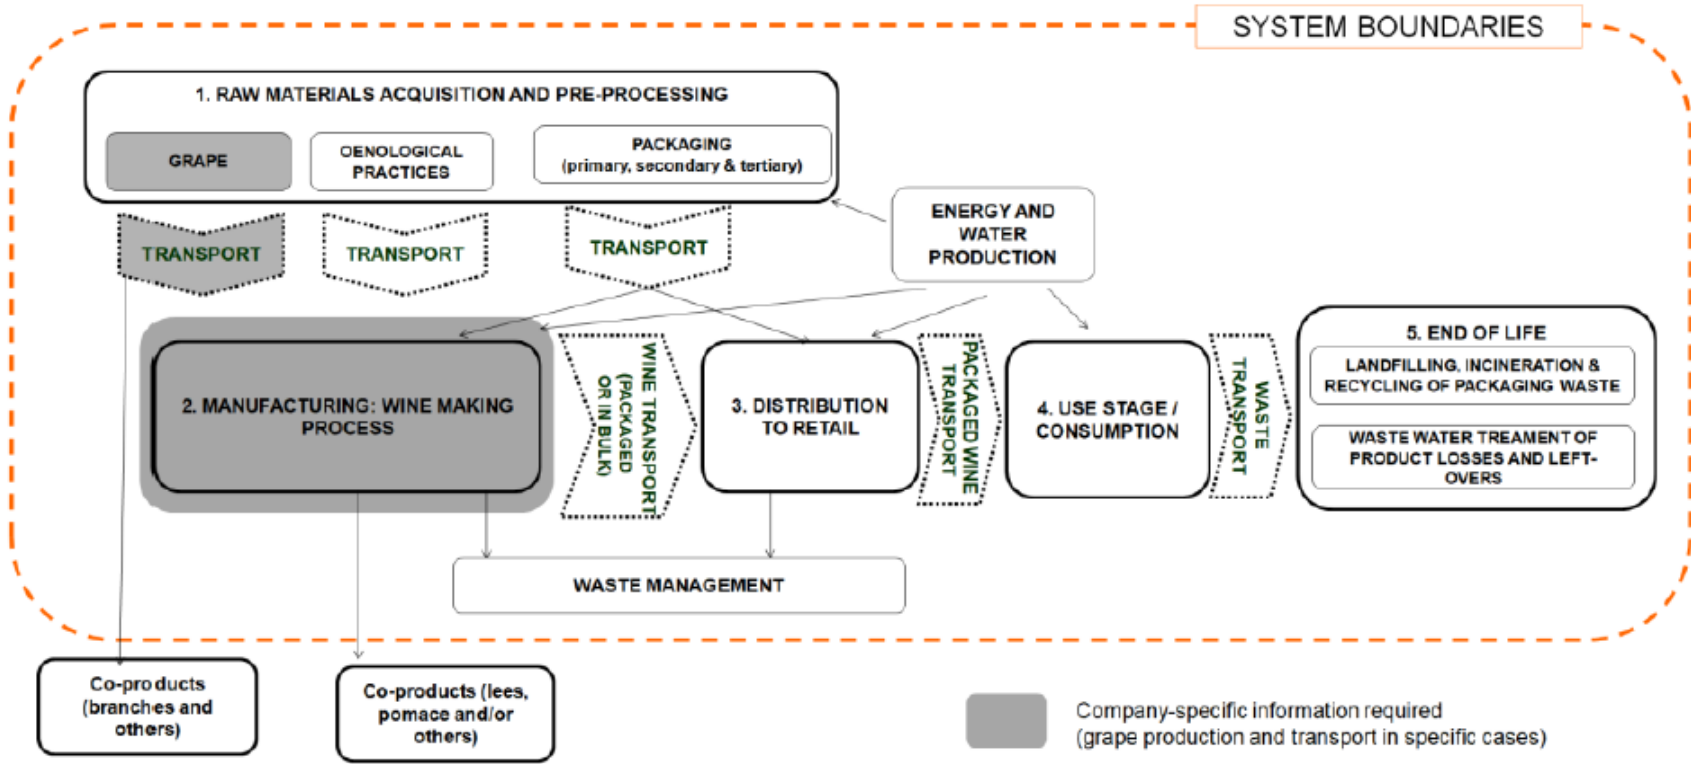 SYSTEM BOUNDARIES
1. RAW MATERIALS ACQUISITION AND PRE-PROCESSING
GRAPE
OENOLOGICAL
PRACTICES
PACKAGING
(primary, secondary & tertiary)
TRANSPORT
TRANSPORT
TRANSPORT
ENERGY AND
WATER
PRODUCTION
2. MANUFACTURING: WINE MAKING
PROCESS
WINE TRANSPORT
(PACKAGED
OR IN BULK)
3. DISTRIBUTION
TO RETAIL
PACKAGED WINE
TRANSPORT
4. USE STAGE /
CONSUMPTION
WASTE
TRANSPORT
5. END OF LIFE
LANDFILLING, INCINERATION &
RECYCLING OF PACKAGING WASTE
WASTE WATER TREAMENT OF
PRODUCT LOSSES AND LEFT-
OVERS
WASTE MANAGEMENT
Co-products
(branches and
others)
Co-products (lees,
pomace and/or
others)
Company-specific information required
(grape production and transport in specific cases)